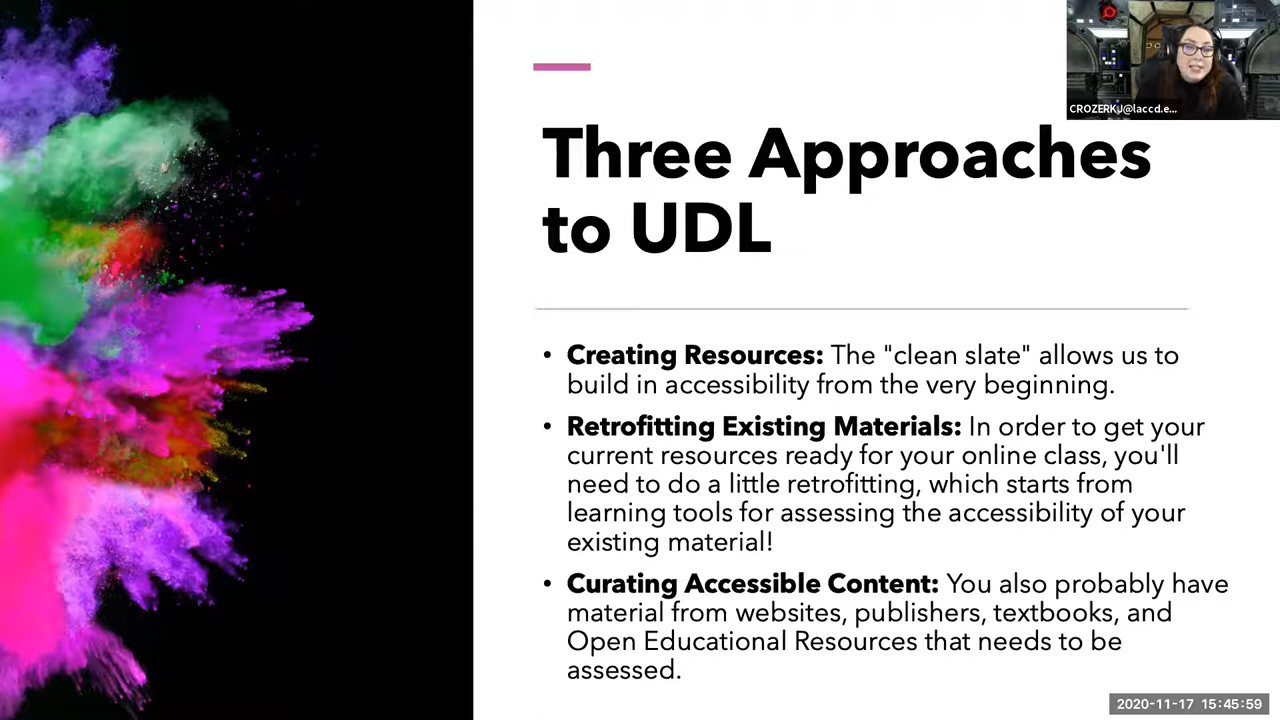 CROZERKJ@laccd.e...
Three Approaches
to UDL
• Creating Resources: The "clean slate" allows us to
build in accessibility from the very beginning.
• Retrofitting Existing Materials: In order to get your
current resources ready for your online class, you'll
need to do a little retrofitting, which starts from
learning tools for assessing the accessibility of your
existing material!
• Curating Accessible Content: You also probably have
material from websites, publishers, textbooks, and
Open Educational Resources that needs to be
assessed.
2020-11-17 15:45:59